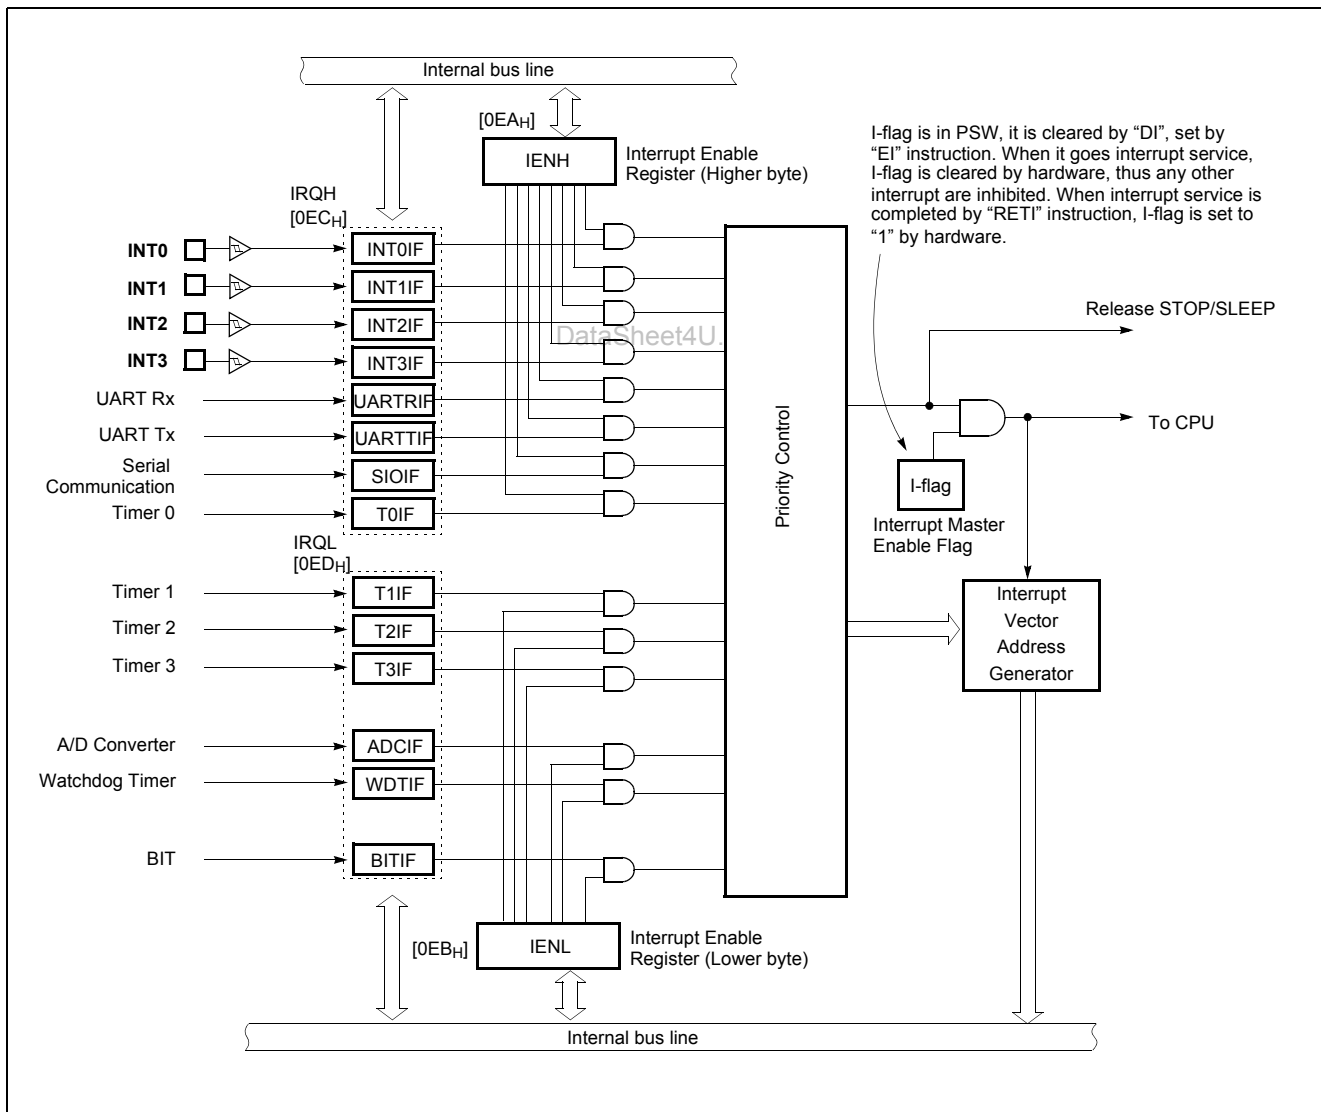 Internal bus line
[0EAH]
IENH
Interrupt Enable
Register (Higher byte)
I-flag is in PSW, it is cleared by “DI”, set by
“EI” instruction. When it goes interrupt service,
I-flag is cleared by hardware, thus any other
interrupt are inhibited. When interrupt service is
completed by “RETI” instruction, I-flag is set to
“1” by hardware.
IRQH
[0ECH]
INT0
INT0IF
INT1
INT1IF
INT2
INT2IF
INT3
INT3IF
UART Rx
UARTRIF
UART Tx
UARTTIF
Serial
Communication
SIOIF
Timer 0
T0IF
DataSheet4U.
Release STOP/SLEEP
To CPU
Priority Control
I-flag
Interrupt Master
Enable Flag
IRQL
[0EDH]
Timer 1
T1IF
Timer 2
T2IF
Timer 3
T3IF
A/D Converter
ADCIF
Watchdog Timer
WDTIF
BIT
BITIF
Interrupt
Vector
Address
Generator
[0EBH]
IENL
Interrupt Enable
Register (Lower byte)
Internal bus line